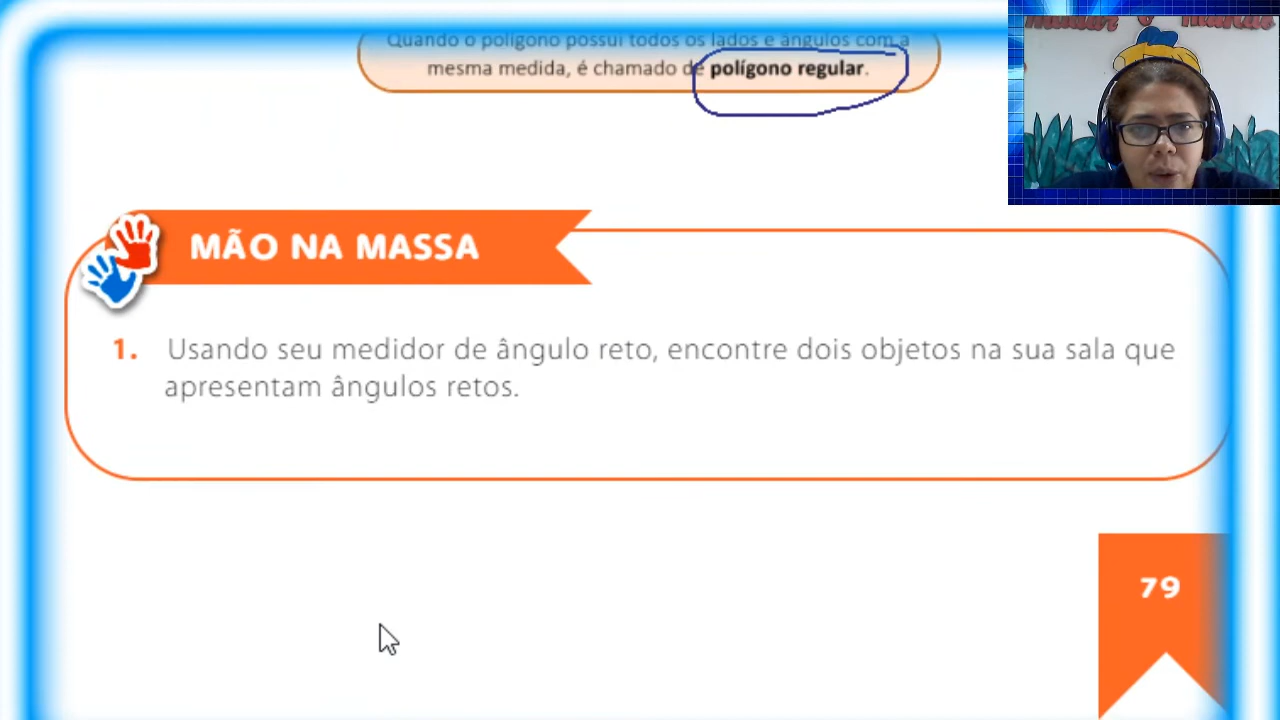 Quando o polígono possui todos os lados e ângulos com a
mesma medida, é chamado de polígono regular.
MÃO NA MASSA
1. Usando seu medidor de ângulo reto, encontre dois objetos na sua sala que
apresentam ângulos retos.
79